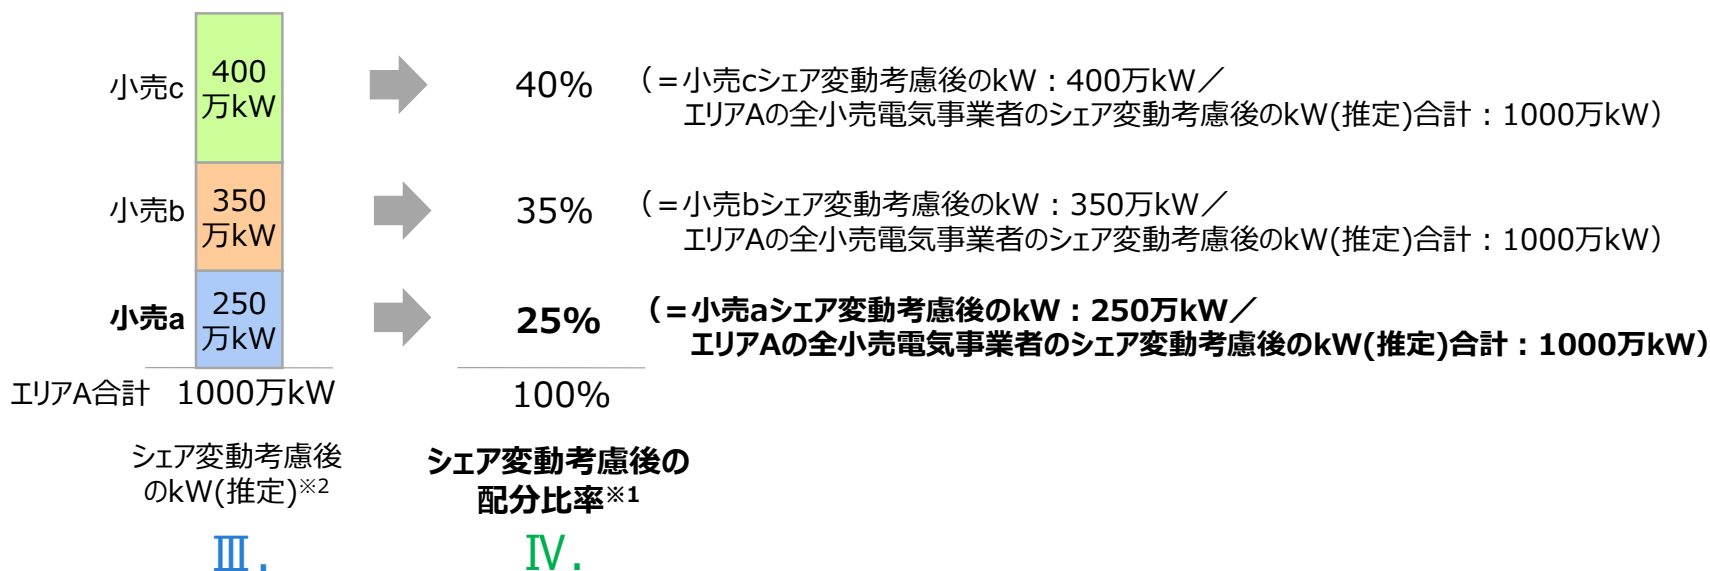 小売c
400
万kW
40%
（=小売cシェア変動考慮後のkW：400万kW／
エリアAの全小売電気事業者のシェア変動考慮後のkW(推定)合計：1000万kW）
小売b
350
万kW
35%
（=小売bシェア変動考慮後のkW：350万kW／
エリアAの全小売電気事業者のシェア変動考慮後のkW(推定)合計：1000万kW）
小売a
250
万kW
25%
（=小売aシェア変動考慮後のkW：250万kW／
エリアAの全小売電気事業者のシェア変動考慮後のkW(推定)合計：1000万kW）
エリアA合計
1000万kW
100%
シェア変動考慮後
のkW(推定)※2
シェア変動考慮後の
配分比率※1
Ⅲ.
Ⅳ.